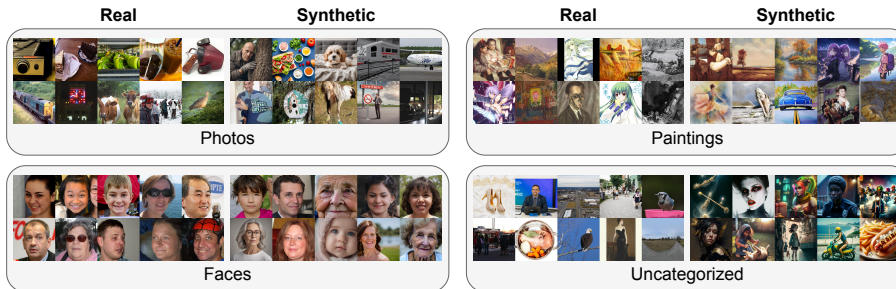 Real Synthetic Real Synthetic
Photos Paintings
Faces Uncategorized